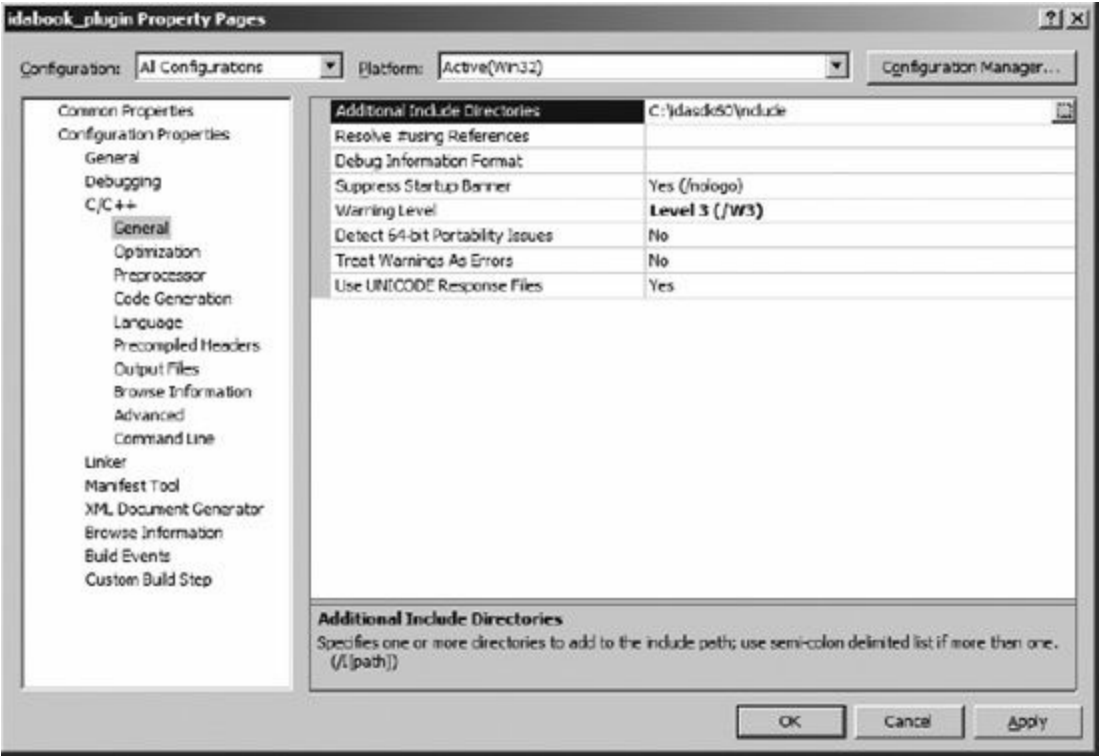 idabook_plugin Property Pages
Configuration: All Configurations Platform: Active(Win32) Configuration Manager...
Common Properties
Configuration Properties
General
Debugging
C/C++
General
Optimization
Preprocessor
Code Generation
Language
Precompiled Headers
Output Files
Browse Information
Advanced
Command Line
Linker
Manifest Tool
XML Document Generator
Browse Information
Build Events
Custom Build Step
Additional Include Directories C:\idasdk60\include
Resolve #using References
Debug Information Format
Suppress Startup Banner Yes (/nologo)
Warning Level Level 3 (/W3)
Detect 64-bit Portability Issues No
Treat Warnings As Errors No
Use UNICODE Response Files Yes
Additional Include Directories
Specifies one or more directories to add to the include path; use semi-colon delimited list if more than one.
(/I[path])
OK Cancel Apply